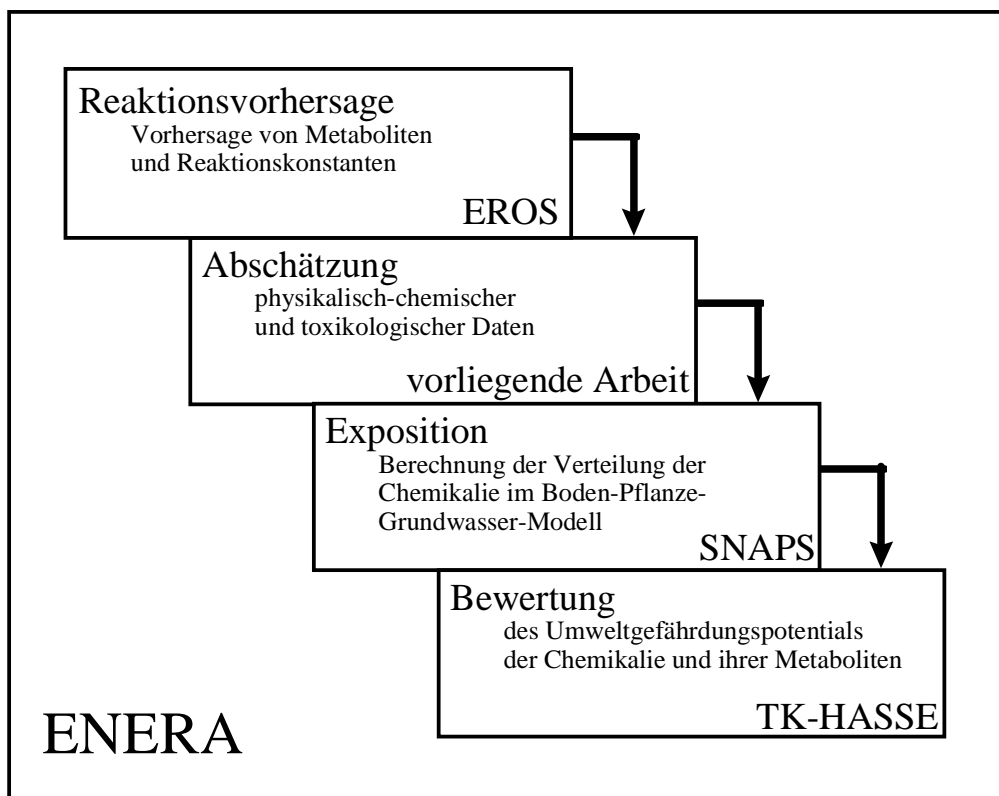 Reaktionsvorhersage
Vorhersage von Metaboliten
und Reaktionskonstanten
EROS
Abschätzung
physikalisch-chemischer
und toxikologischer Daten
vorliegende Arbeit
Exposition
Berechnung der Verteilung der
Chemikalie im Boden-Pflanze-
Grundwasser-Modell
SNAPS
Bewertung
des Umweltgefährdungspotentials
der Chemikalie und ihrer Metaboliten
TK-HASSE
ENERA